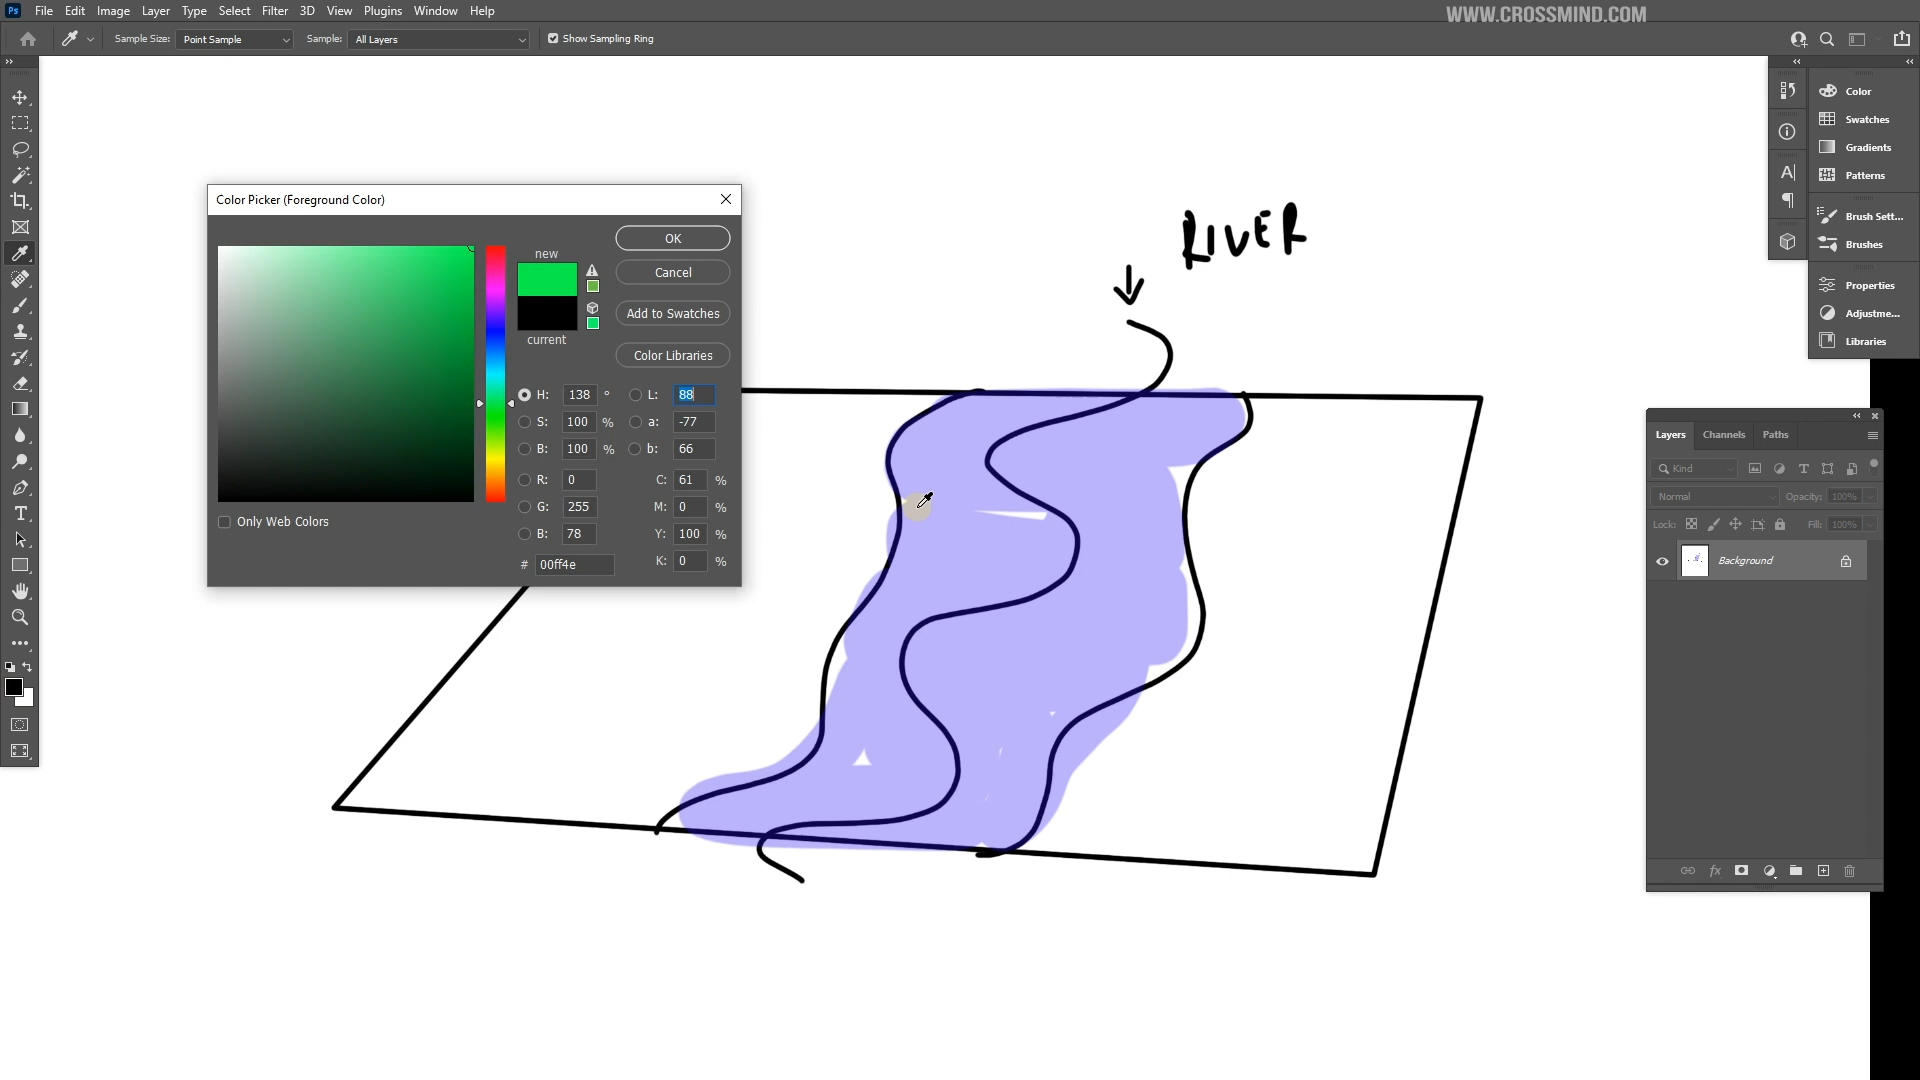 Ps File Edit Image Layer Type Select Filter 3D View Plugins Window Help
WWW.CROSSMIND.COM
Sample Size: Point Sample Sample: All Layers Show Sampling Ring
Color
Swatches
Gradients
Patterns
Brush Sett...
Brushes
Properties
Adjustme...
Libraries
RIVER
Color Picker (Foreground Color)
new
current
OK
Cancel
Add to Swatches
Color Libraries
H: 138 ° L: 88
S: 100 % a: -77
B: 100 % b: 66
R: 0 C: 61 %
G: 255 M: 0 %
B: 78 Y: 100 %
# 00ff4e K: 0 %
Only Web Colors
Layers Channels Paths
Kind
Normal Opacity: 100%
Lock: Fill: 100%
Background
fx